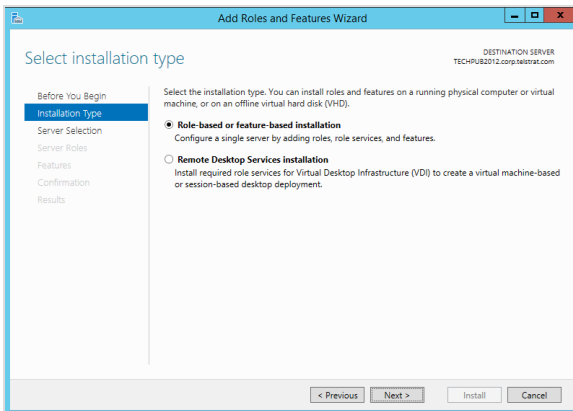 Add Roles and Features Wizard
Select installation type
DESTINATION SERVER
TECHPUB2012.corp.telstrat.com
Before You Begin
Installation Type
Server Selection
Server Roles
Features
Confirmation
Results
Select the installation type. You can install roles and features on a running physical computer or virtual
machine, or on an offline virtual hard disk (VHD).
Role-based or feature-based installation
Configure a single server by adding roles, role services, and features.
Remote Desktop Services installation
Install required role services for Virtual Desktop Infrastructure (VDI) to create a virtual machine-based
or session-based desktop deployment.
< Previous Next > Install Cancel